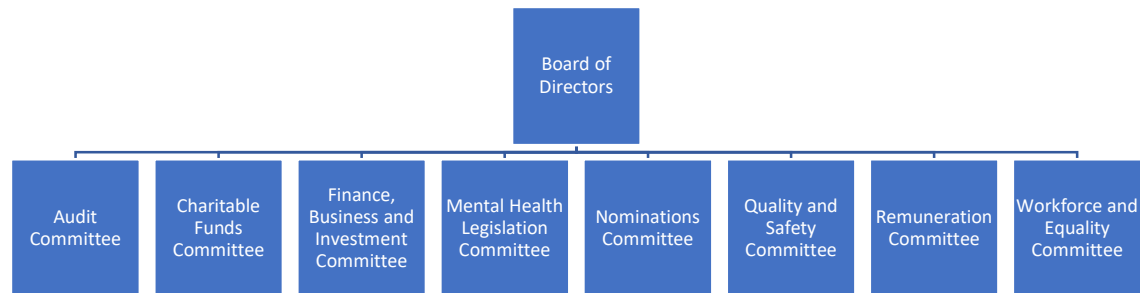 Board of
Directors
Audit
Committee
Charitable
Funds
Committee
Finance,
Business and
Investment
Committee
Mental Health
Legislation
Committee
Nominations
Committee
Quality and
Safety
Committee
Remuneration
Committee
Workforce and
Equality
Committee